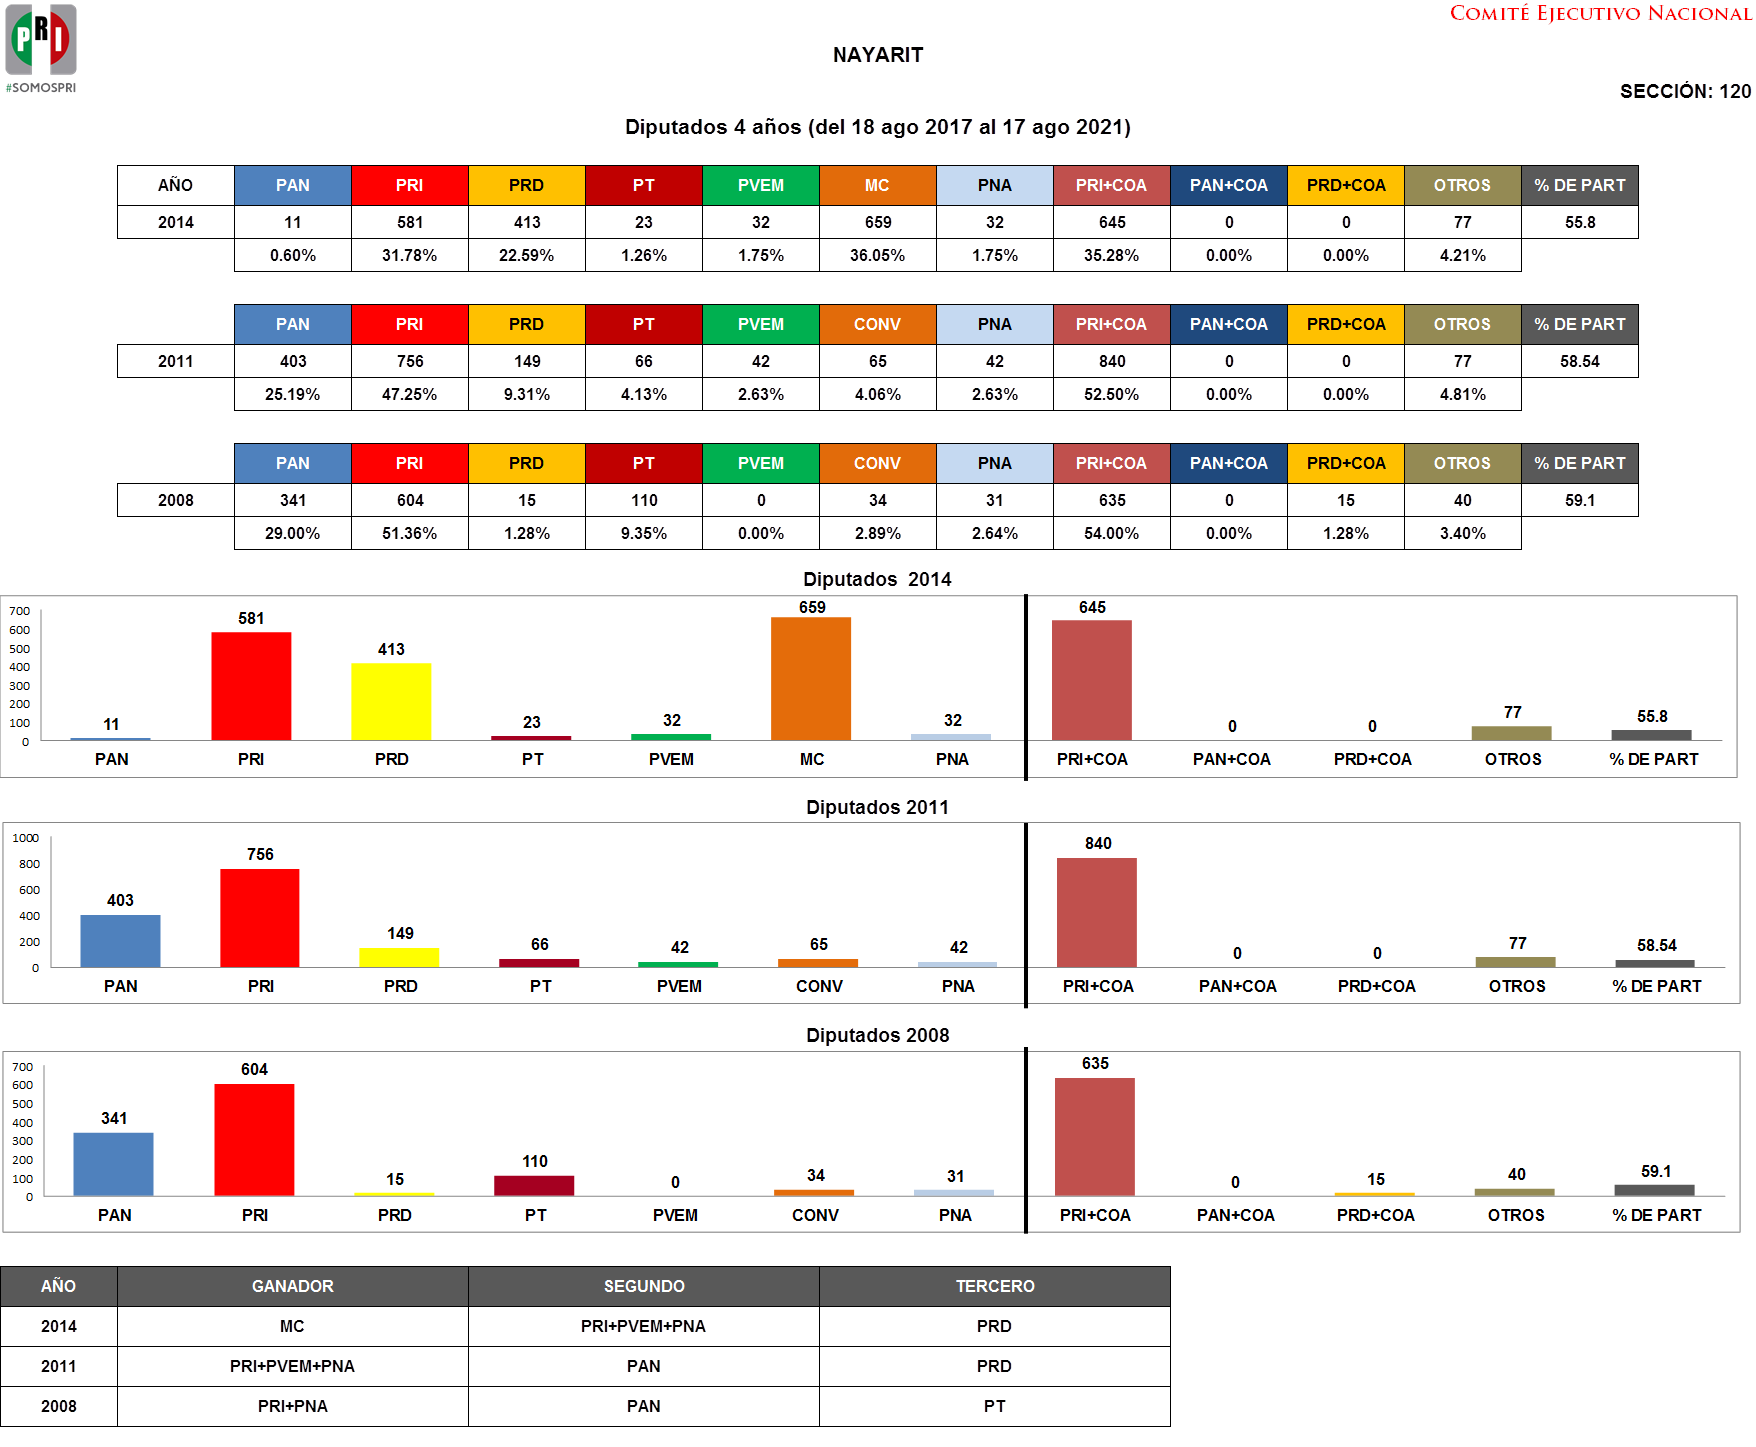 PRI
#SOMOSPRI
COMITÉ EJECUTIVO NACIONAL
NAYARIT
SECCIÓN: 120
Diputados 4 años (del 18 ago 2017 al 17 ago 2021)
AÑO PAN PRI PRD PT PVEM MC PNA PRI+COA PAN+COA PRD+COA OTROS % DE PART
2014 11 581 413 23 32 659 32 645 0 0 77 55.8
0.60% 31.78% 22.59% 1.26% 1.75% 36.05% 1.75% 35.28% 0.00% 0.00% 4.21%
PAN PRI PRD PT PVEM CONV PNA PRI+COA PAN+COA PRD+COA OTROS % DE PART
2011 403 756 149 66 42 65 42 840 0 0 77 58.54
25.19% 47.25% 9.31% 4.13% 2.63% 4.06% 2.63% 52.50% 0.00% 0.00% 4.81%
PAN PRI PRD PT PVEM CONV PNA PRI+COA PAN+COA PRD+COA OTROS % DE PART
2008 341 604 15 110 0 34 31 635 0 15 40 59.1
29.00% 51.36% 1.28% 9.35% 0.00% 2.89% 2.64% 54.00% 0.00% 1.28% 3.40%
Diputados 2014
700
600
500
400
300
200
100
0
11 581 413 23 32 659 32 645 0 0 77 55.8
PAN PRI PRD PT PVEM MC PNA PRI+COA PAN+COA PRD+COA OTROS % DE PART
Diputados 2011
1000
800
600
400
200
0
403 756 149 66 42 65 42 840 0 0 77 58.54
PAN PRI PRD PT PVEM CONV PNA PRI+COA PAN+COA PRD+COA OTROS % DE PART
Diputados 2008
700
600
500
400
300
200
100
0
341 604 15 110 0 34 31 635 0 15 40 59.1
PAN PRI PRD PT PVEM CONV PNA PRI+COA PAN+COA PRD+COA OTROS % DE PART
AÑO GANADOR SEGUNDO TERCERO
2014 MC PRI+PVEM+PNA PRD
2011 PRI+PVEM+PNA PAN PRD
2008 PRI+PNA PAN PT